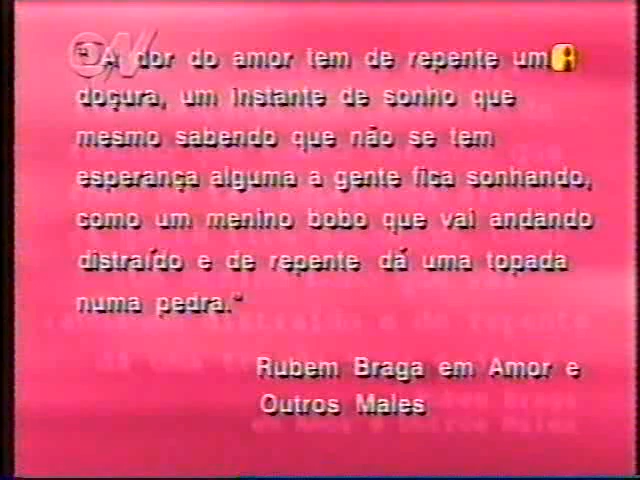 "A dor do amor tem de repente um
doçura, um instante de sonho que
mesmo sabendo que não se tem
esperança alguma a gente fica sonhando,
como um menino bobo que vai andando
distraído e de repente dá uma topada
numa pedra."
Rubem Braga em Amor e
Outros Males